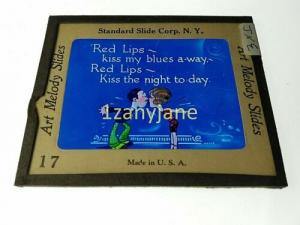 Standard Slide Corp. N. Y.
"Red Lips~
kiss my blues a-way.
Red Lips~
Kiss the night to day.
1zanyjane
Art Melody Slides
Art Melody Slides
17
Made in U. S. A.